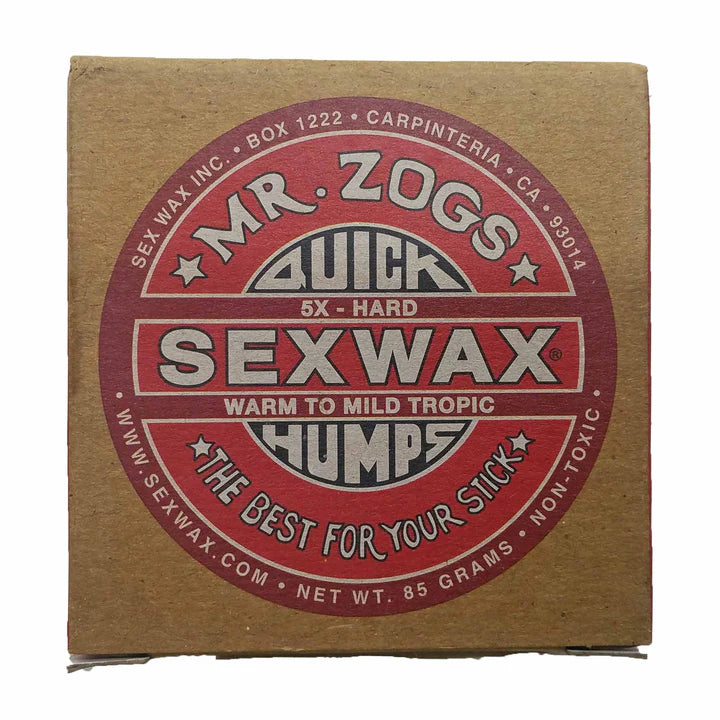 SEX WAX INC. • BOX 1222 • CARPINTERIA • CA • 93014
MR. ZOGS
QUICK
5X - HARD
SEXWAX®
WARM TO MILD TROPIC
HUMPS
THE BEST FOR YOUR STICK
• WWW.SEXWAX.COM • NET WT. 85 GRAMS • NON-TOXIC •